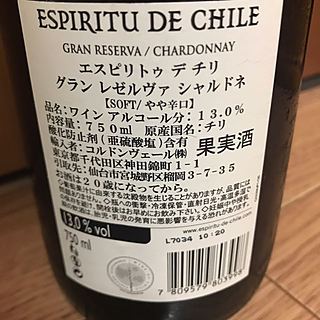 ESPIRITU DE CHILE
GRAN RESERVA / CHARDONNAY
エスピリトゥ デ チリ
グラン レゼルヴァ シャルドネ
【SOFT/ やや辛口】
品名:ワイン アルコール分:13.0%
内容量:750ml 原産国名:チリ
酸化防止剤(亜硫酸塩)含有
輸入者:コルドンヴェール㈱
果実酒
東京都千代田区神田錦町1-1
引取先:仙台市宮城野区榴岡3-7-35
お酒は20歳になってから。
13.0% vol
750 ml
www.espiritu-de-chile.com
L7034 10:20
7 809579 803998